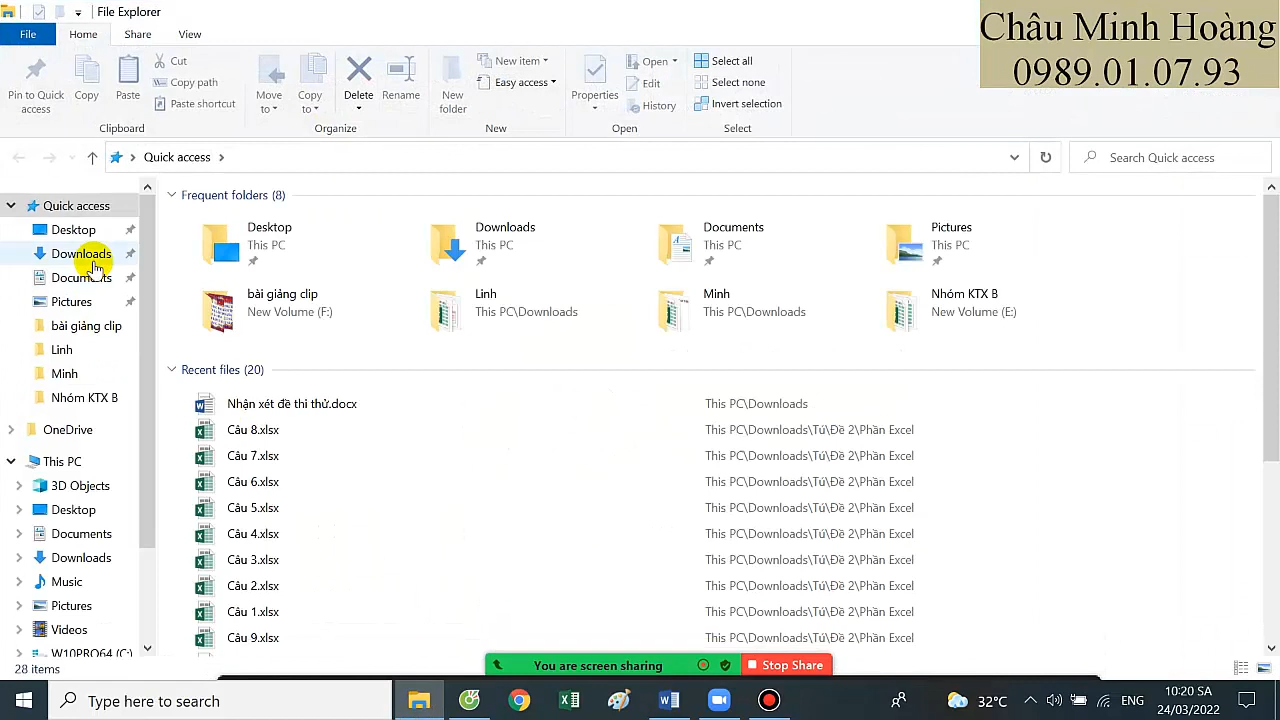 File Explorer
Châu Minh Hoàng
0989.01.07.93
File Home Share View
Pin to Quick access
Copy
Paste
Cut
Copy path
Paste shortcut
Clipboard
Move to
Copy to
Delete
Rename
Organize
New folder
New item
Easy access
New
Properties
Open
Edit
History
Open
Select all
Select none
Invert selection
Select
Quick access
Search Quick access
Quick access
Desktop
Downloads
Documents
Pictures
bài giảng clip
Linh
Minh
Nhóm KTX B
OneDrive
This PC
3D Objects
Desktop
Documents
Downloads
Music
Pictures
Videos
W10PRO64 (C:)
Frequent folders (8)
Desktop
This PC
Downloads
This PC
Documents
This PC
Pictures
This PC
bài giảng clip
New Volume (F:)
Linh
This PC\Downloads
Minh
This PC\Downloads
Nhóm KTX B
New Volume (E:)
Recent files (20)
Nhận xét đề thi thử.docx This PC\Downloads
Câu 8.xlsx This PC\Downloads\Tú\Đề 2\Phần Excel
Câu 7.xlsx This PC\Downloads\Tú\Đề 2\Phần Excel
Câu 6.xlsx This PC\Downloads\Tú\Đề 2\Phần Excel
Câu 5.xlsx This PC\Downloads\Tú\Đề 2\Phần Excel
Câu 4.xlsx This PC\Downloads\Tú\Đề 2\Phần Excel
Câu 3.xlsx This PC\Downloads\Tú\Đề 2\Phần Excel
Câu 2.xlsx This PC\Downloads\Tú\Đề 2\Phần Excel
Câu 1.xlsx This PC\Downloads\Tú\Đề 2\Phần Excel
Câu 9.xlsx This PC\Downloads\Tú\Đề 2\Phần Excel
28 items
You are screen sharing
Stop Share
Type here to search
32°C
ENG
10:20 SA
24/03/2022